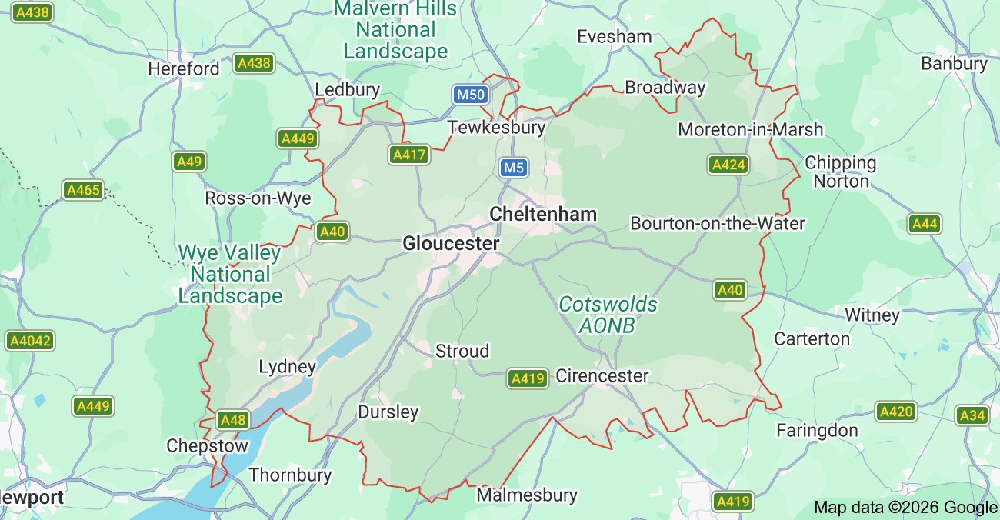 A438
Malvern Hills
National
Landscape
Evesham
Hereford
A438
Banbury
Ledbury
M50
Broadway
Tewkesbury
Moreton-in-Marsh
A449
A417
A49
M5
A424
Chipping
Norton
A465
Ross-on-Wye
Cheltenham
Bourton-on-the-Water
A44
A40
Gloucester
Wye Valley
National
Landscape
A40
Cotswolds
AONB
Witney
A4042
Carterton
Stroud
Lydney
A419
Cirencester
A449
Dursley
A420
A34
A48
Faringdon
Chepstow
Thornbury
Malmesbury
ewport
A419
Map data ©2026 Google